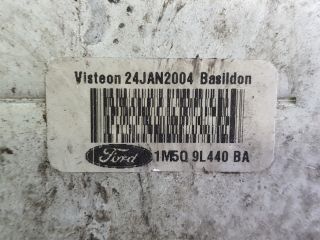 Visteon 24JAN2004 Basildon
Ford 1M5Q 9L440 BA